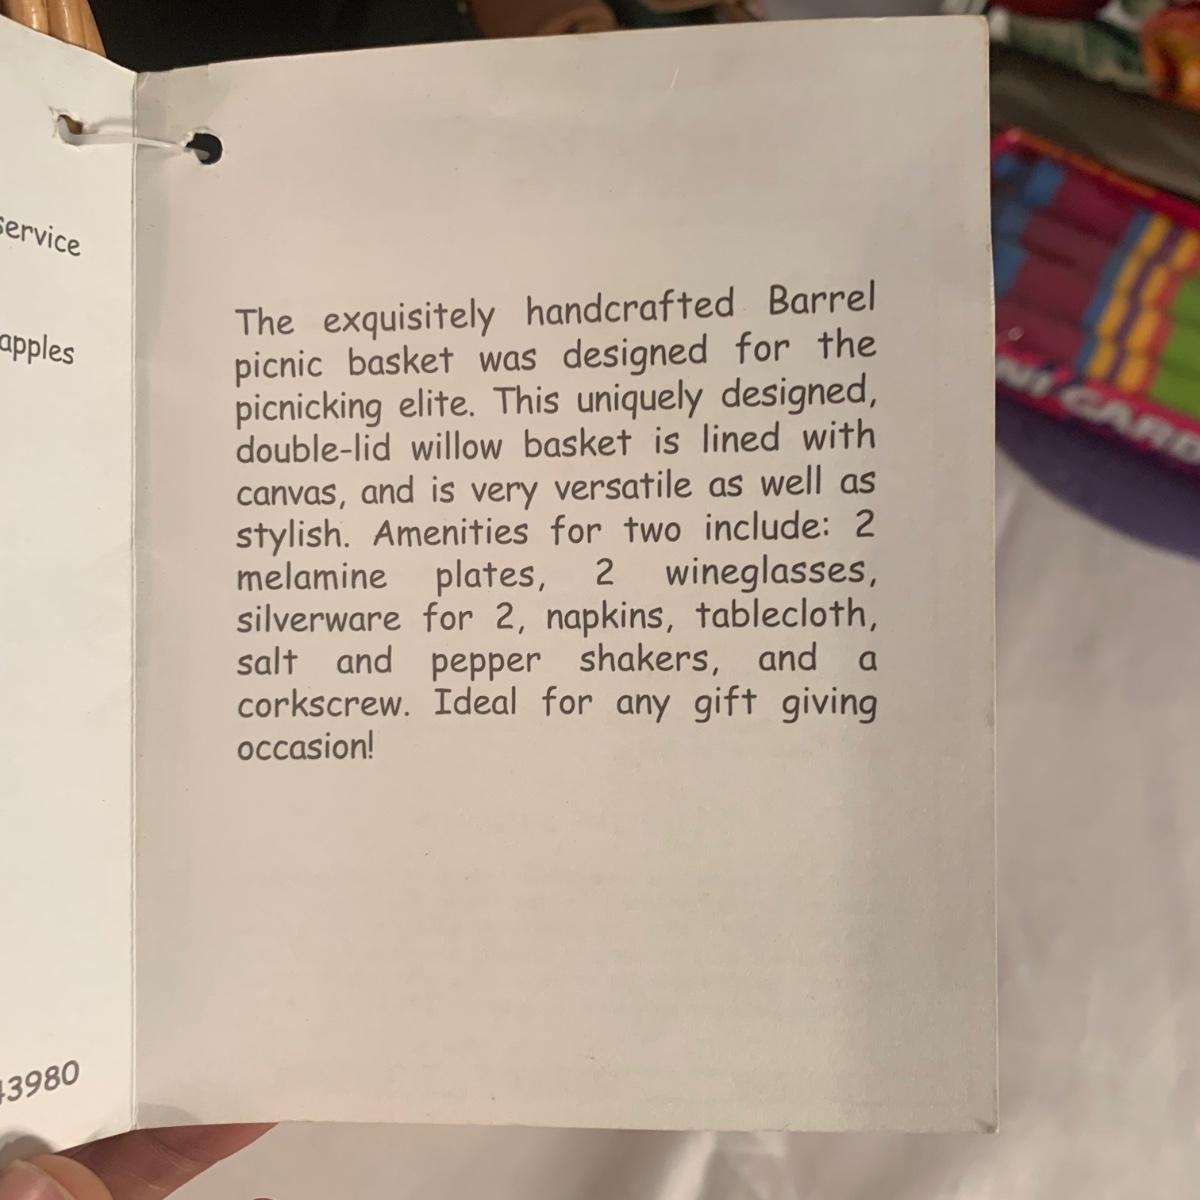 service
apples
43980
The exquisitely handcrafted Barrel
picnic basket was designed for the
picnicking elite. This uniquely designed,
double-lid willow basket is lined with
canvas, and is very versatile as well as
stylish. Amenities for two include: 2
melamine plates, 2 wineglasses,
silverware for 2, napkins, tablecloth,
salt and pepper shakers, and a
corkscrew. Ideal for any gift giving
occasion!